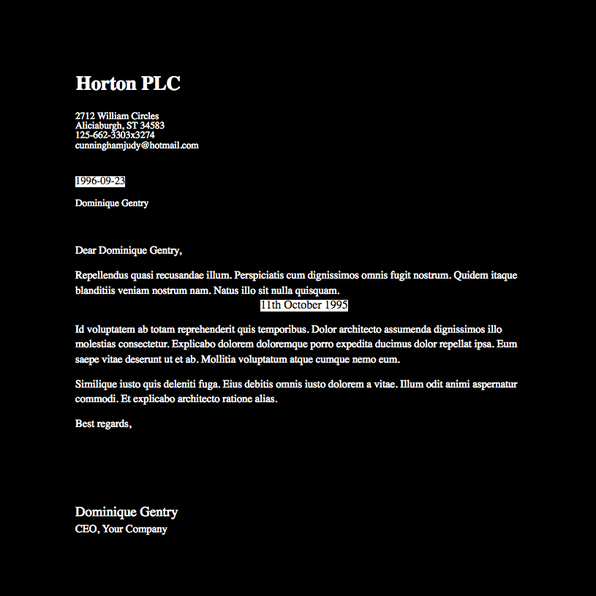 Horton PLC
2712 William Circles
Aliciaburgh, ST 34583
125-662-3303x3274
cunninghamjudy@hotmail.com
1996-09-23
Dominique Gentry
Dear Dominique Gentry,
Repellendus quasi recusandae illum. Perspiciatis cum dignissimos omnis fugit nostrum. Quidem itaque
blanditiis veniam nostrum nam. Natus illo sit nulla quisquam.
11th October 1995
Id voluptatem ab totam reprehenderit quis temporibus. Dolor architecto assumenda dignissimos illo
molestias consectetur. Explicabo dolorem doloremque porro expedita ducimus dolor repellat ipsa. Eum
saepe vitae deserunt ut et ab. Mollitia voluptatum atque cumque nemo eum.
Similique iusto quis deleniti fuga. Eius debitis omnis iusto dolorem a vitae. Illum odit animi aspernatur
commodi. Et explicabo architecto ratione alias.
Best regards,
Dominique Gentry
CEO, Your Company